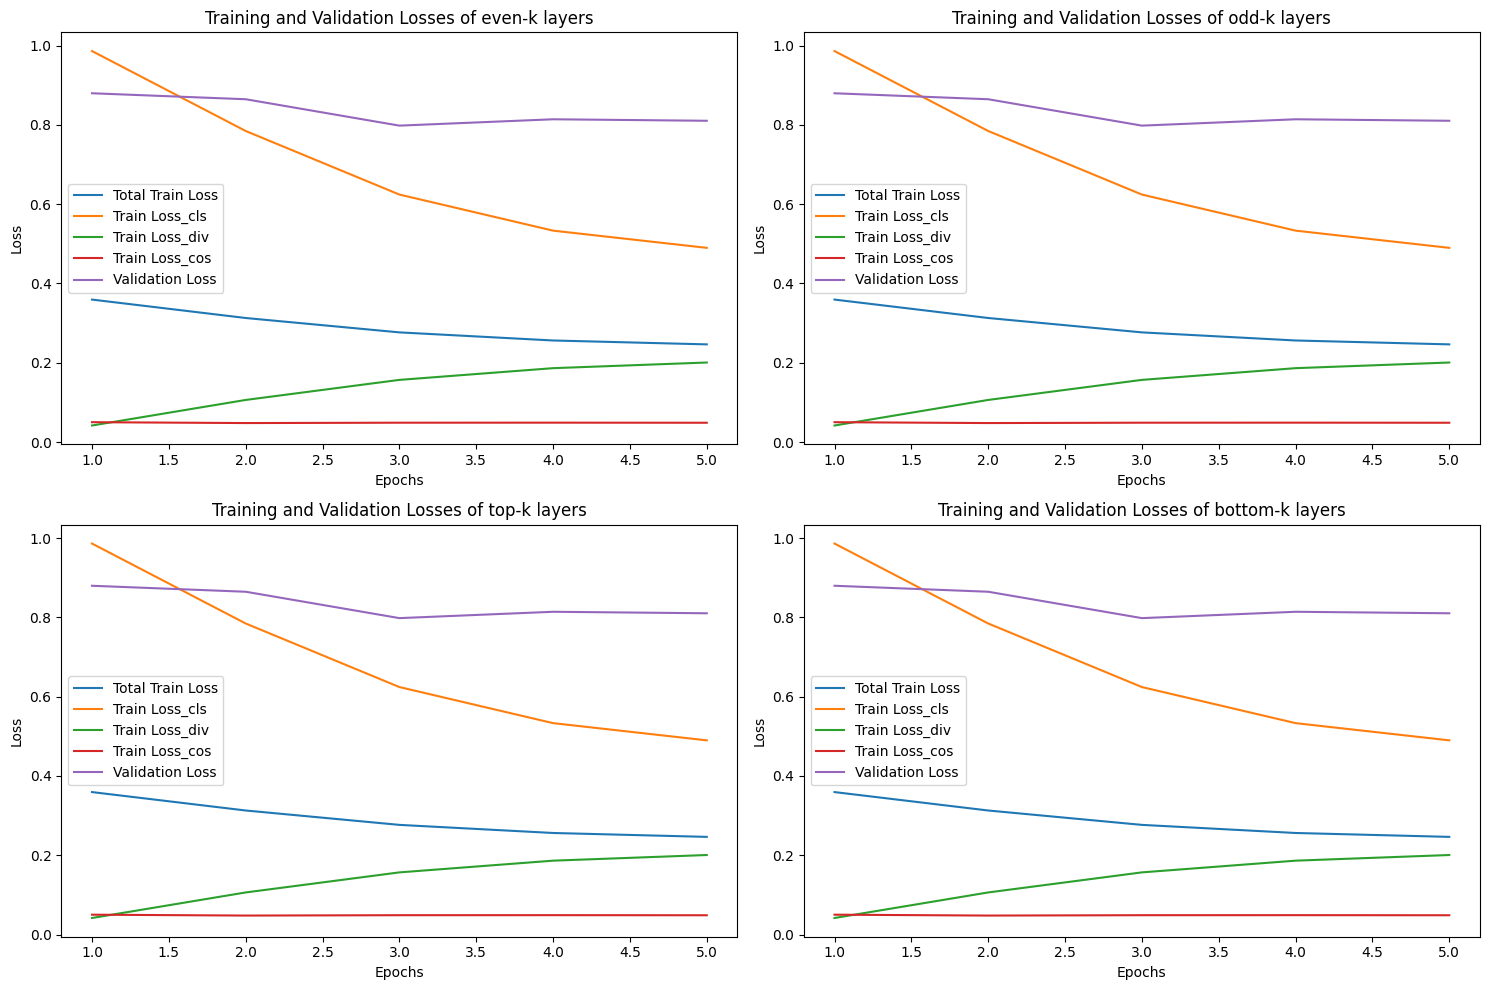 Training and Validation Losses of even-k layers
1.0
0.8
0.6
0.4
0.2
0.0
Loss
Total Train Loss
Train Loss_cls
Train Loss_div
Train Loss_cos
Validation Loss
1.0 1.5 2.0 2.5 3.0 3.5 4.0 4.5 5.0
Epochs
Training and Validation Losses of odd-k layers
1.0
0.8
0.6
0.4
0.2
0.0
Loss
Total Train Loss
Train Loss_cls
Train Loss_div
Train Loss_cos
Validation Loss
1.0 1.5 2.0 2.5 3.0 3.5 4.0 4.5 5.0
Epochs
Training and Validation Losses of top-k layers
1.0
0.8
0.6
0.4
0.2
0.0
Loss
Total Train Loss
Train Loss_cls
Train Loss_div
Train Loss_cos
Validation Loss
1.0 1.5 2.0 2.5 3.0 3.5 4.0 4.5 5.0
Epochs
Training and Validation Losses of bottom-k layers
1.0
0.8
0.6
0.4
0.2
0.0
Loss
Total Train Loss
Train Loss_cls
Train Loss_div
Train Loss_cos
Validation Loss
1.0 1.5 2.0 2.5 3.0 3.5 4.0 4.5 5.0
Epochs